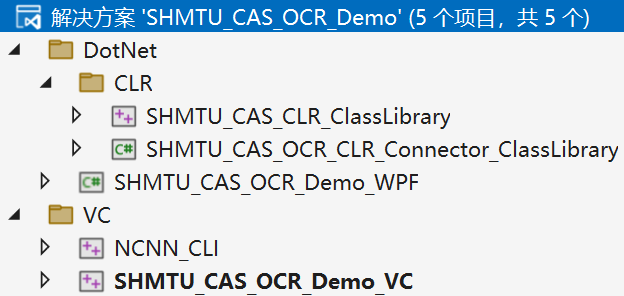 解决方案 'SHMTU_CAS_OCR_Demo' (5 个项目，共 5 个)
DotNet
CLR
++ SHMTU_CAS_CLR_ClassLibrary
C# SHMTU_CAS_OCR_CLR_Connector_ClassLibrary
C# SHMTU_CAS_OCR_Demo_WPF
VC
++ NCNN_CLI
++ SHMTU_CAS_OCR_Demo_VC